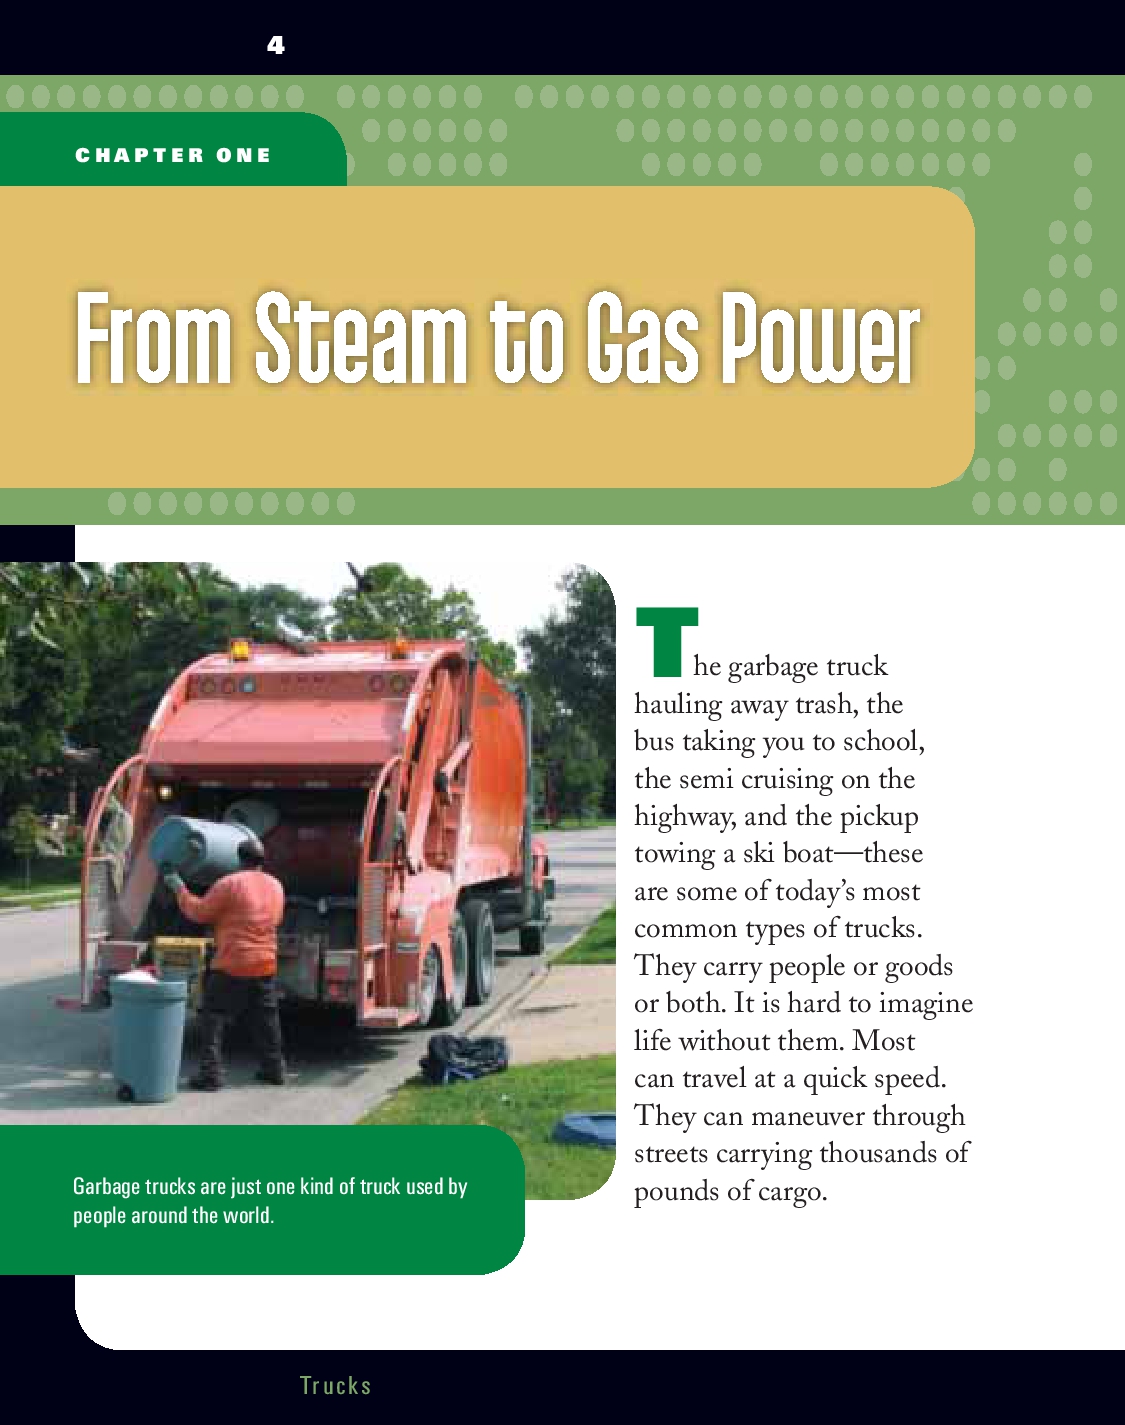 4
CHAPTER ONE
From Steam to Gas Power
The garbage truck
hauling away trash, the
bus taking you to school,
the semi cruising on the
highway, and the pickup
towing a ski boat—these
are some of today’s most
common types of trucks.
They carry people or goods
or both. It is hard to imagine
life without them. Most
can travel at a quick speed.
They can maneuver through
streets carrying thousands of
pounds of cargo.
Garbage trucks are just one kind of truck used by
people around the world.
Trucks